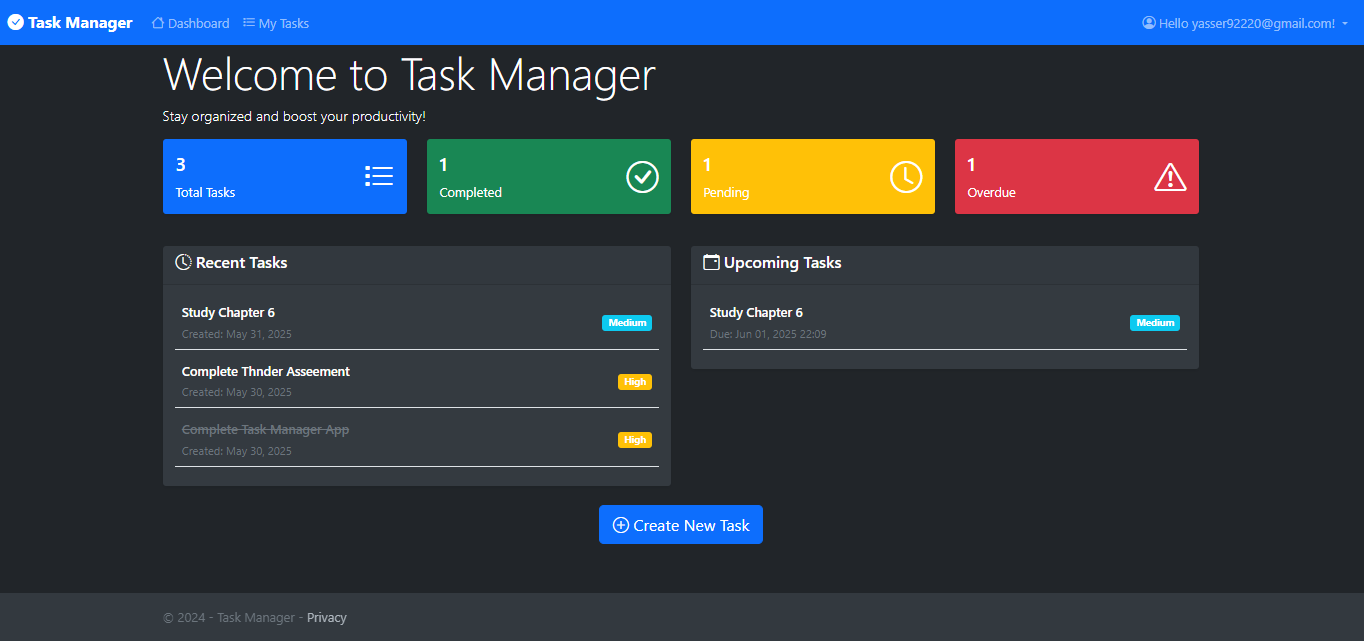 Task Manager Dashboard My Tasks Hello yasser92220@gmail.com!
Welcome to Task Manager
Stay organized and boost your productivity!
3
Total Tasks
1
Completed
1
Pending
1
Overdue
Recent Tasks
Study Chapter 6
Created: May 31, 2025
Medium
Complete Thnder Asseement
Created: May 30, 2025
High
Complete Task Manager App
Created: May 30, 2025
High
Upcoming Tasks
Study Chapter 6
Due: Jun 01, 2025 22:09
Medium
Create New Task
© 2024 - Task Manager - Privacy